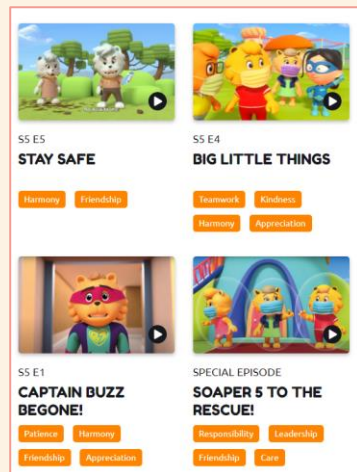 S5 E5
STAY SAFE
Harmony Friendship
S5 E4
BIG LITTLE THINGS
Teamwork Kindness
Harmony Appreciation
S5 E1
CAPTAIN BUZZ
BEGONE!
Patience Harmony
Friendship Appreciation
SPECIAL EPISODE
SOAPER 5 TO THE
RESCUE!
Responsibility Leadership
Friendship Care